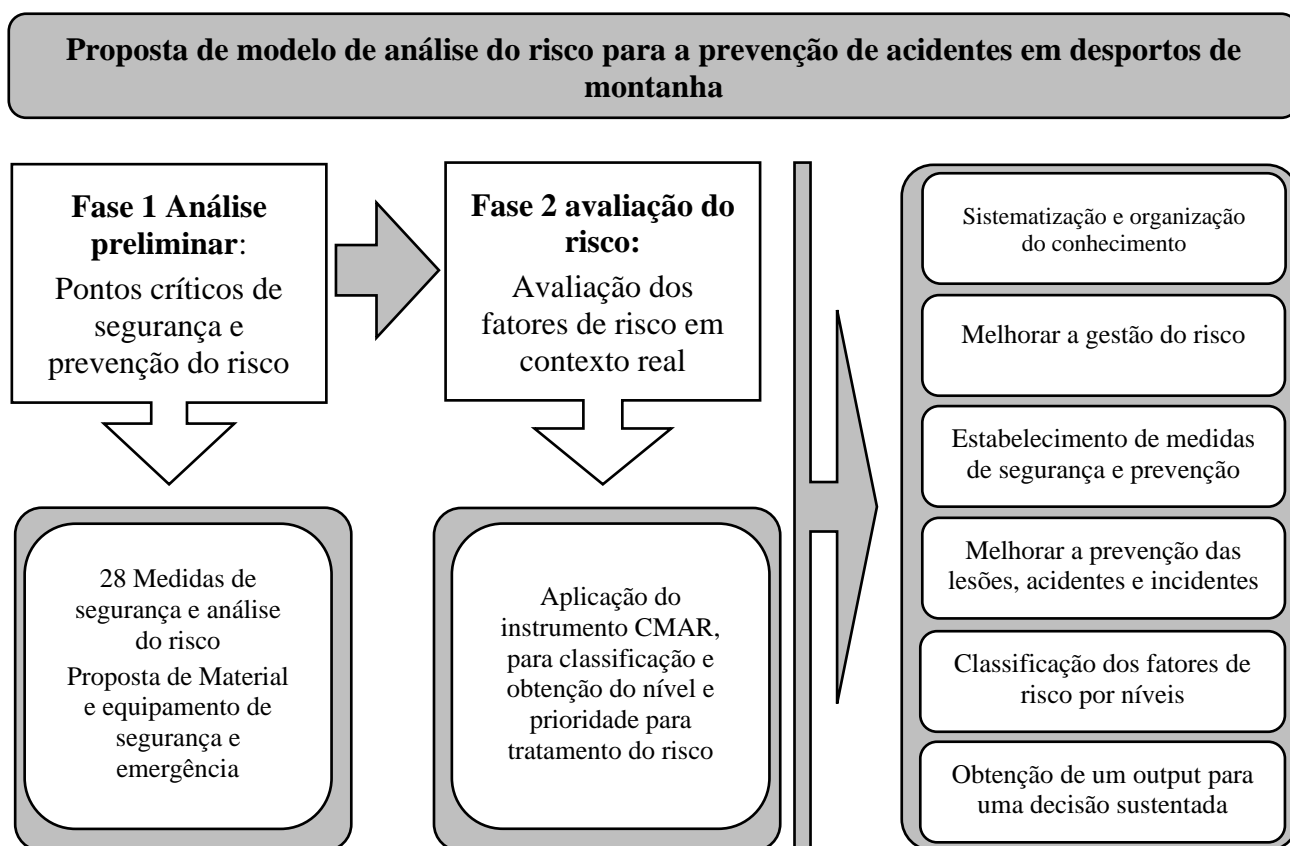 Proposta de modelo de análise do risco para a prevenção de acidentes em desportos de
montanha
Fase 1 Análise
preliminar:
Pontos críticos de
segurança e
prevenção do risco
Fase 2 avaliação do
risco:
Avaliação dos
fatores de risco em
contexto real
28 Medidas de
segurança e análise
do risco
Proposta de Material
e equipamento de
segurança e
emergência
Aplicação do
instrumento CMAR,
para classificação e
obtenção do nível e
prioridade para
tratamento do risco
Sistematização e organização
do conhecimento
Melhorar a gestão do risco
Estabelecimento de medidas
de segurança e prevenção
Melhorar a prevenção das
lesões, acidentes e incidentes
Classificação dos fatores de
risco por níveis
Obtenção de um output para
uma decisão sustentada